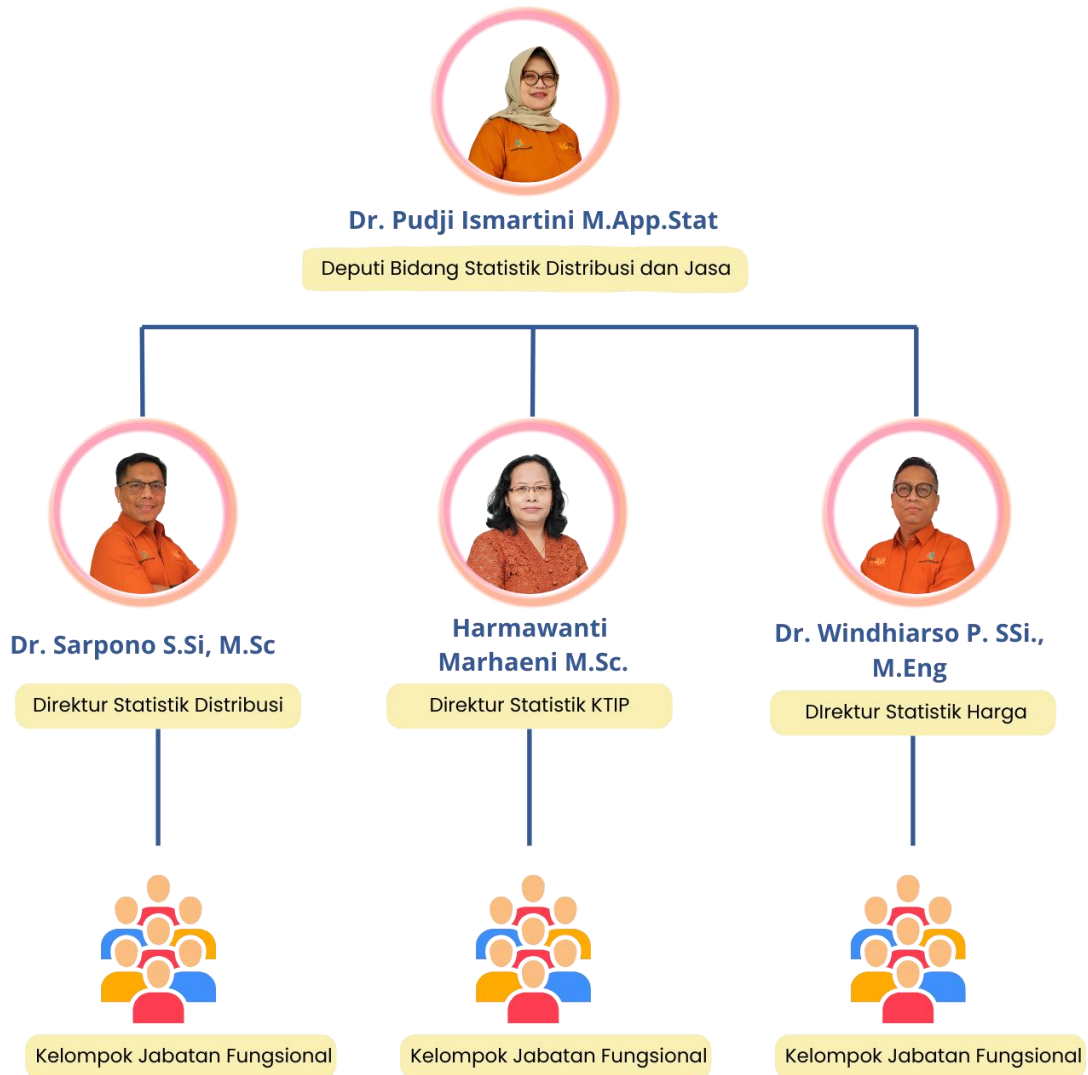 Dr. Pudji Ismartini M.App.Stat
Deputi Bidang Statistik Distribusi dan Jasa
Dr. Sarpono S.Si, M.Sc
Direktur Statistik Distribusi
Harmawanti
Marhaeni M.Sc.
Direktur Statistik KTIP
Dr. Windhiarso P. SSi.,
M.Eng
DIrektur Statistik Harga
Kelompok Jabatan Fungsional
Kelompok Jabatan Fungsional
Kelompok Jabatan Fungsional